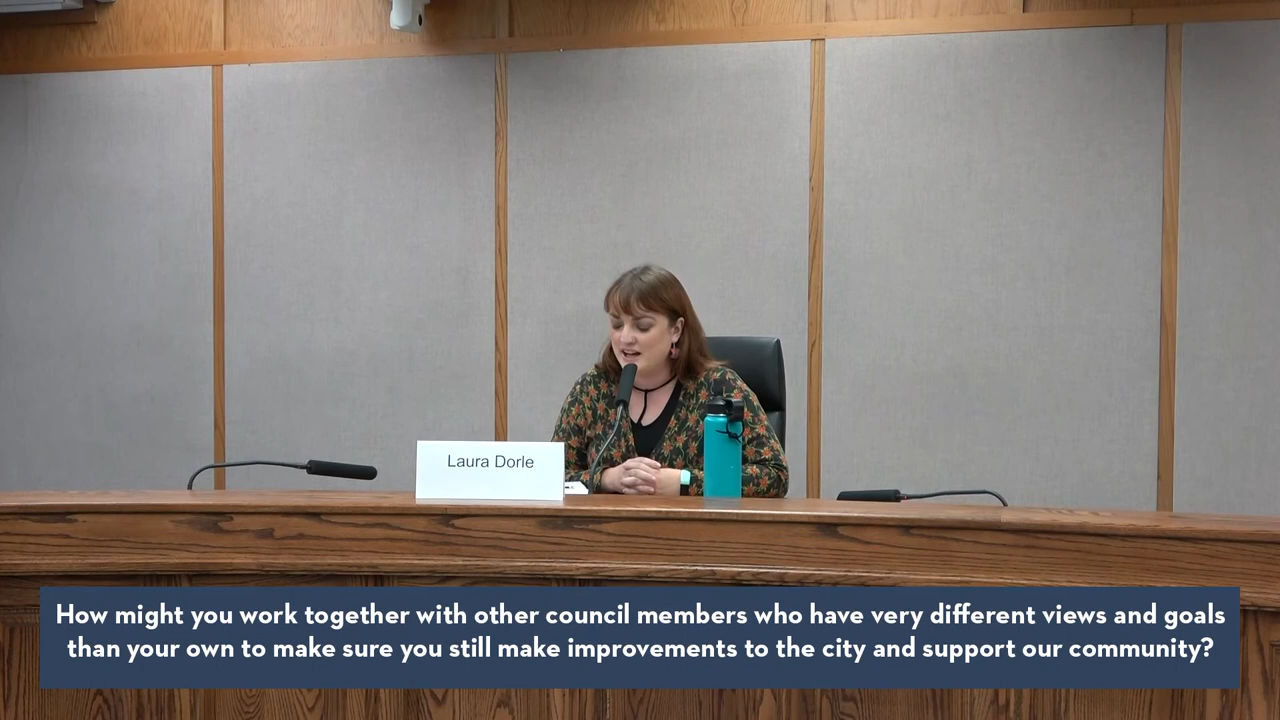 Laura Dorle
How might you work together with other council members who have very different views and goals
than your own to make sure you still make improvements to the city and support our community?